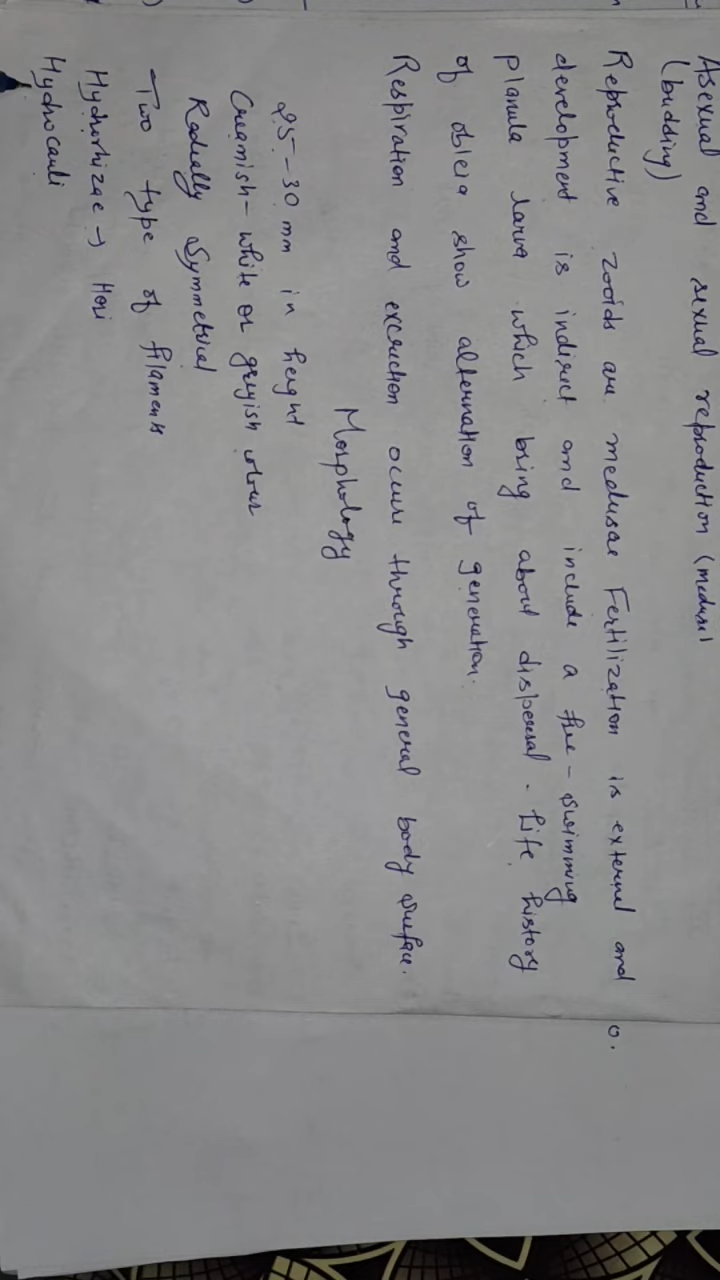 Asexual and sexual reproduction (medusa)
(budding)
Reproductive zooids are medusae Fertilization is external and o.
development is indirect and include a free-swimming
planula larva which bring about dispersal. Life history
of obleia show alternation of generation.
Respiration and excretion occure through general body surface.
Morphology
25-30 mm in height
Creamish-white or greyish colour
Radially Symmetrical
Two type of filaments
Hydrorhizae → Hori
Hydrocauli